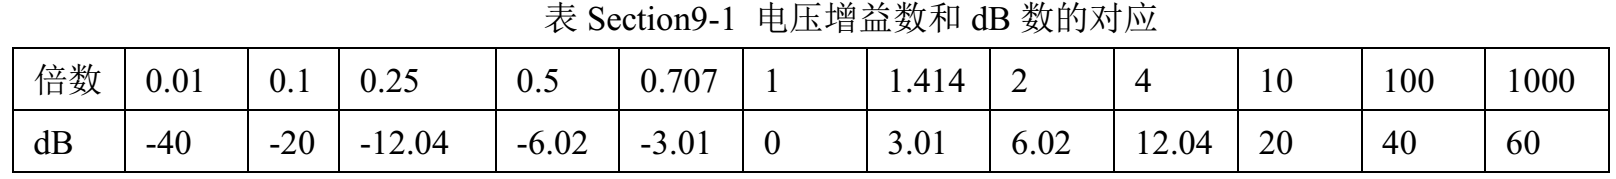 表 Section9-1 电压增益数和 dB 数的对应
倍数 0.01 0.1 0.25 0.5 0.707 1 1.414 2 4 10 100 1000
dB -40 -20 -12.04 -6.02 -3.01 0 3.01 6.02 12.04 20 40 60